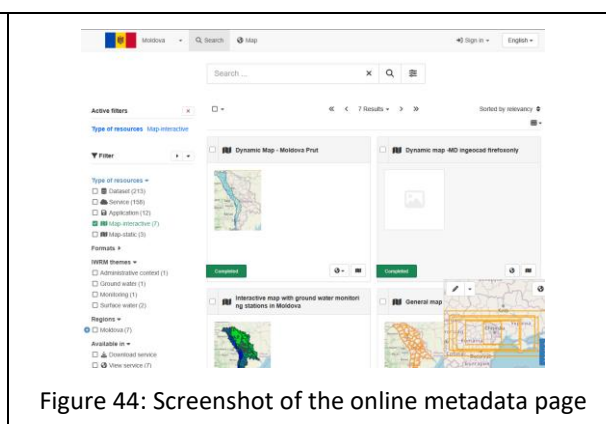 Moldova Search Map Sign in English
Search ...
Active filters
7 Results
Sorted by relevancy
Type of resources Map-interactive
Filter
Dynamic Map - Moldova Prut
Dynamic map -MD ingeocad firefoxonly
Type of resources
Dataset (213)
Service (158)
Application (12)
Map-interactive (7)
Map-static (3)
Formats
IWRM themes
Administrative context (1)
Completed
Completed
Ground water (1)
Monitoring (1)
Surface water (2)
Interactive map with ground water monitori
ng stations in Moldova
General map
Regions
Moldova (7)
Available in
Download service
View service (7)
Figure 44: Screenshot of the online metadata page